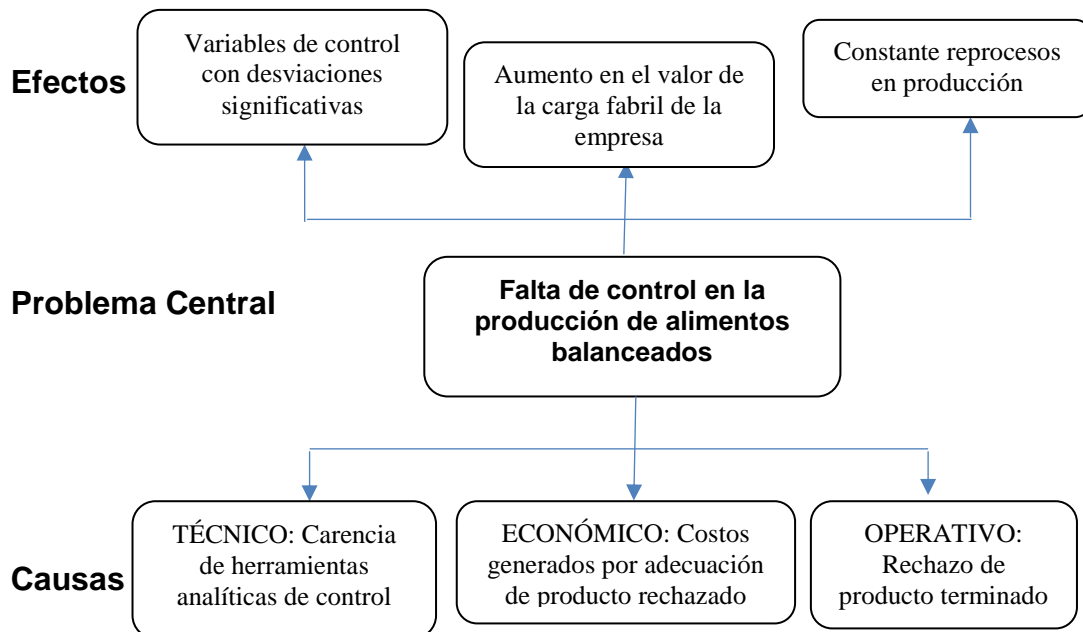 Efectos
Variables de control
con desviaciones
significativas
Aumento en el valor de
la carga fabril de la
empresa
Constante reprocesos
en producción
Problema Central
Falta de control en la
producción de alimentos
balanceados
Causas
TÉCNICO: Carencia
de herramientas
analíticas de control
ECONÓMICO: Costos
generados por adecuación
de producto rechazado
OPERATIVO:
Rechazo de
producto terminado